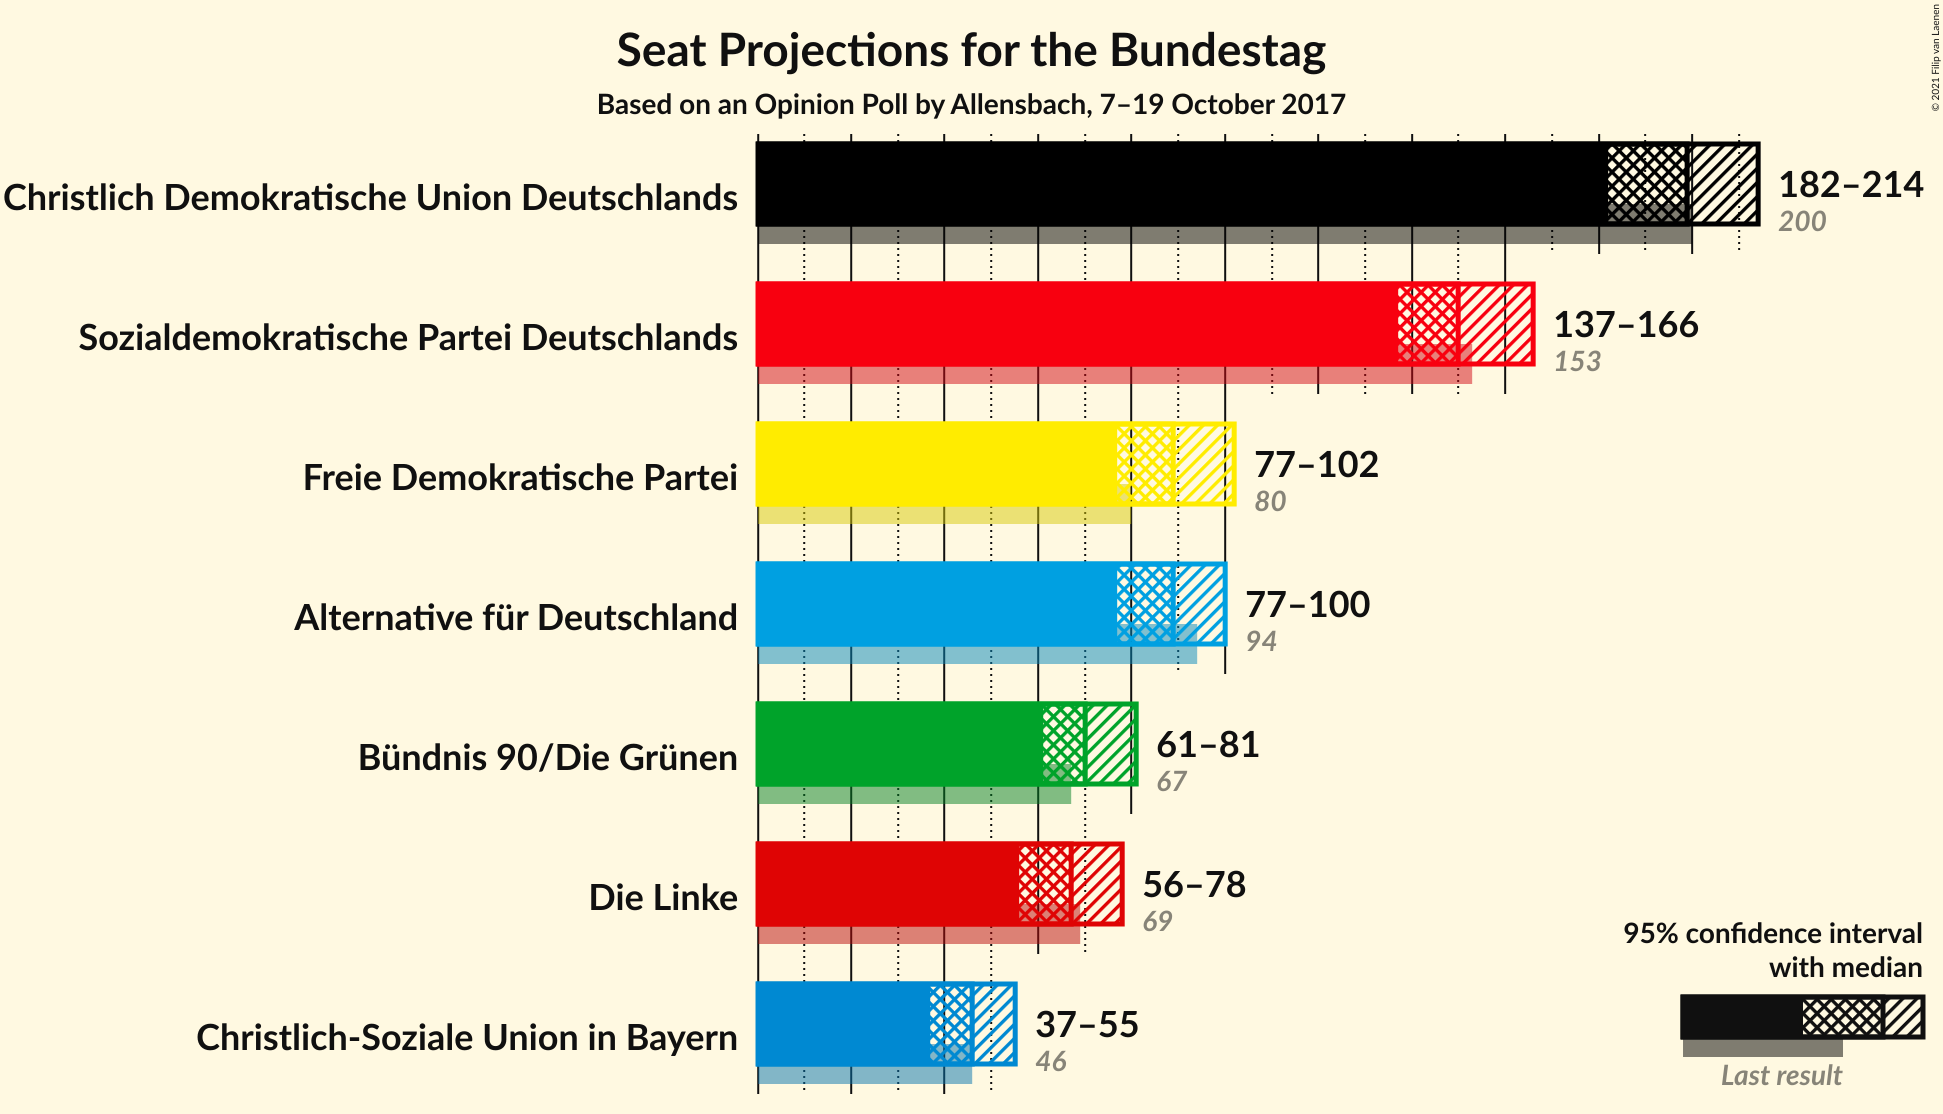 Seat Projections for the Bundestag
Based on an Opinion Poll by Allensbach, 7–19 October 2017
© 2021 Filip van Laenen
Christlich Demokratische Union Deutschlands
182–214
200
Sozialdemokratische Partei Deutschlands
137–166
153
Freie Demokratische Partei
77–102
80
Alternative für Deutschland
77–100
94
Bündnis 90/Die Grünen
61–81
67
Die Linke
56–78
69
Christlich-Soziale Union in Bayern
37–55
46
95% confidence interval
with median
Last result